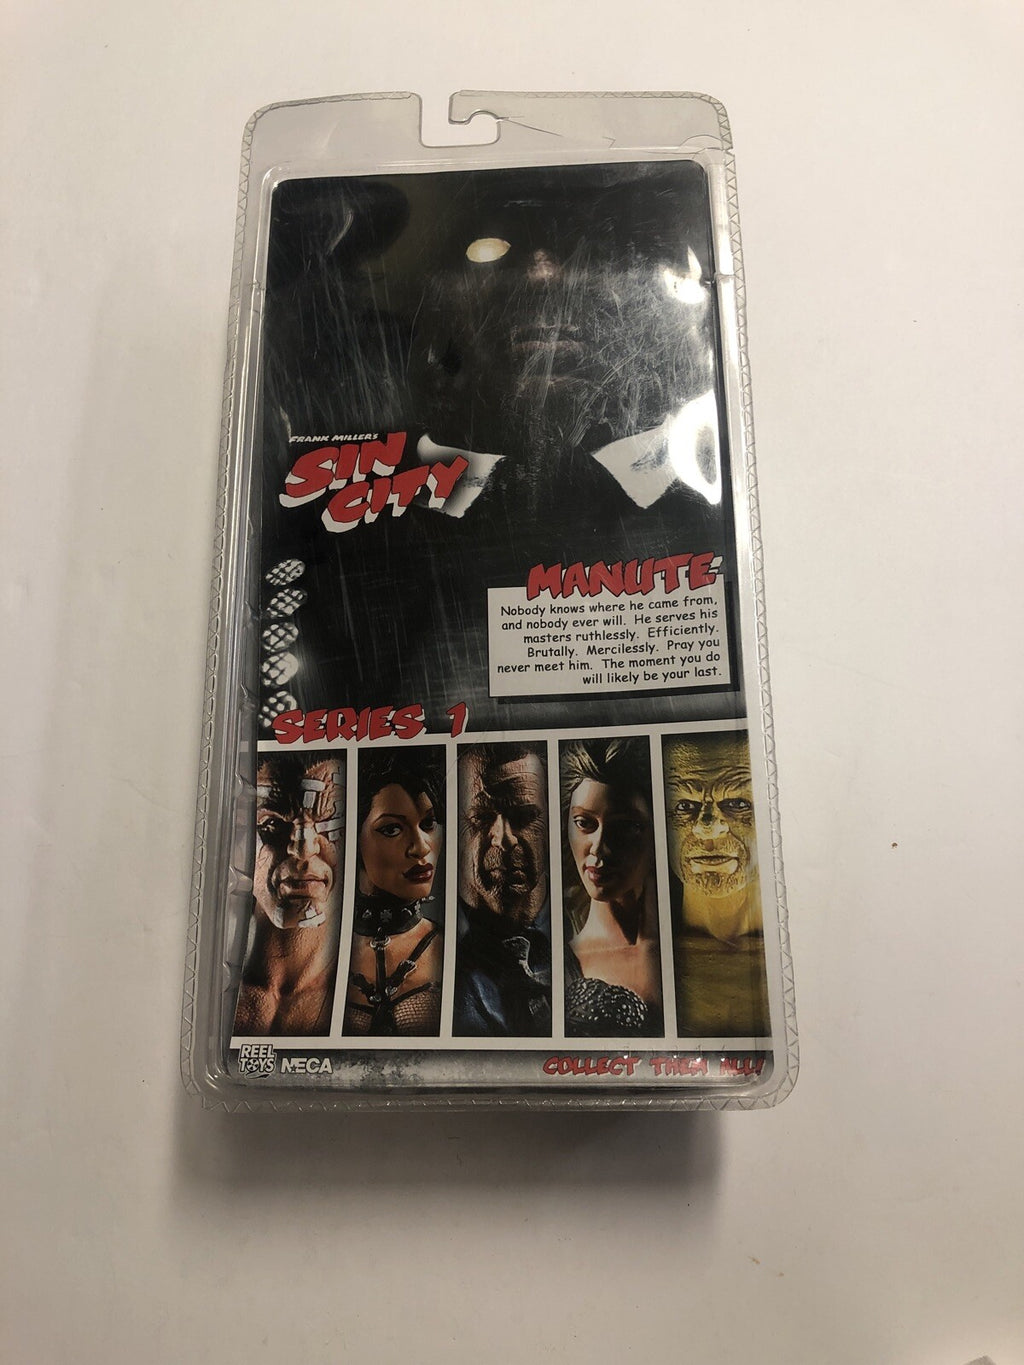 FRANK MILLER'S
SIN
CITY
MANUTE
Nobody knows where he came from,
and nobody ever will. He serves his
masters ruthlessly. Efficiently.
Brutally. Mercilessly. Pray you
never meet him. The moment you do
will likely be your last.
SERIES 1
REEL
TOYS
NECA
COLLECT THEM ALL!